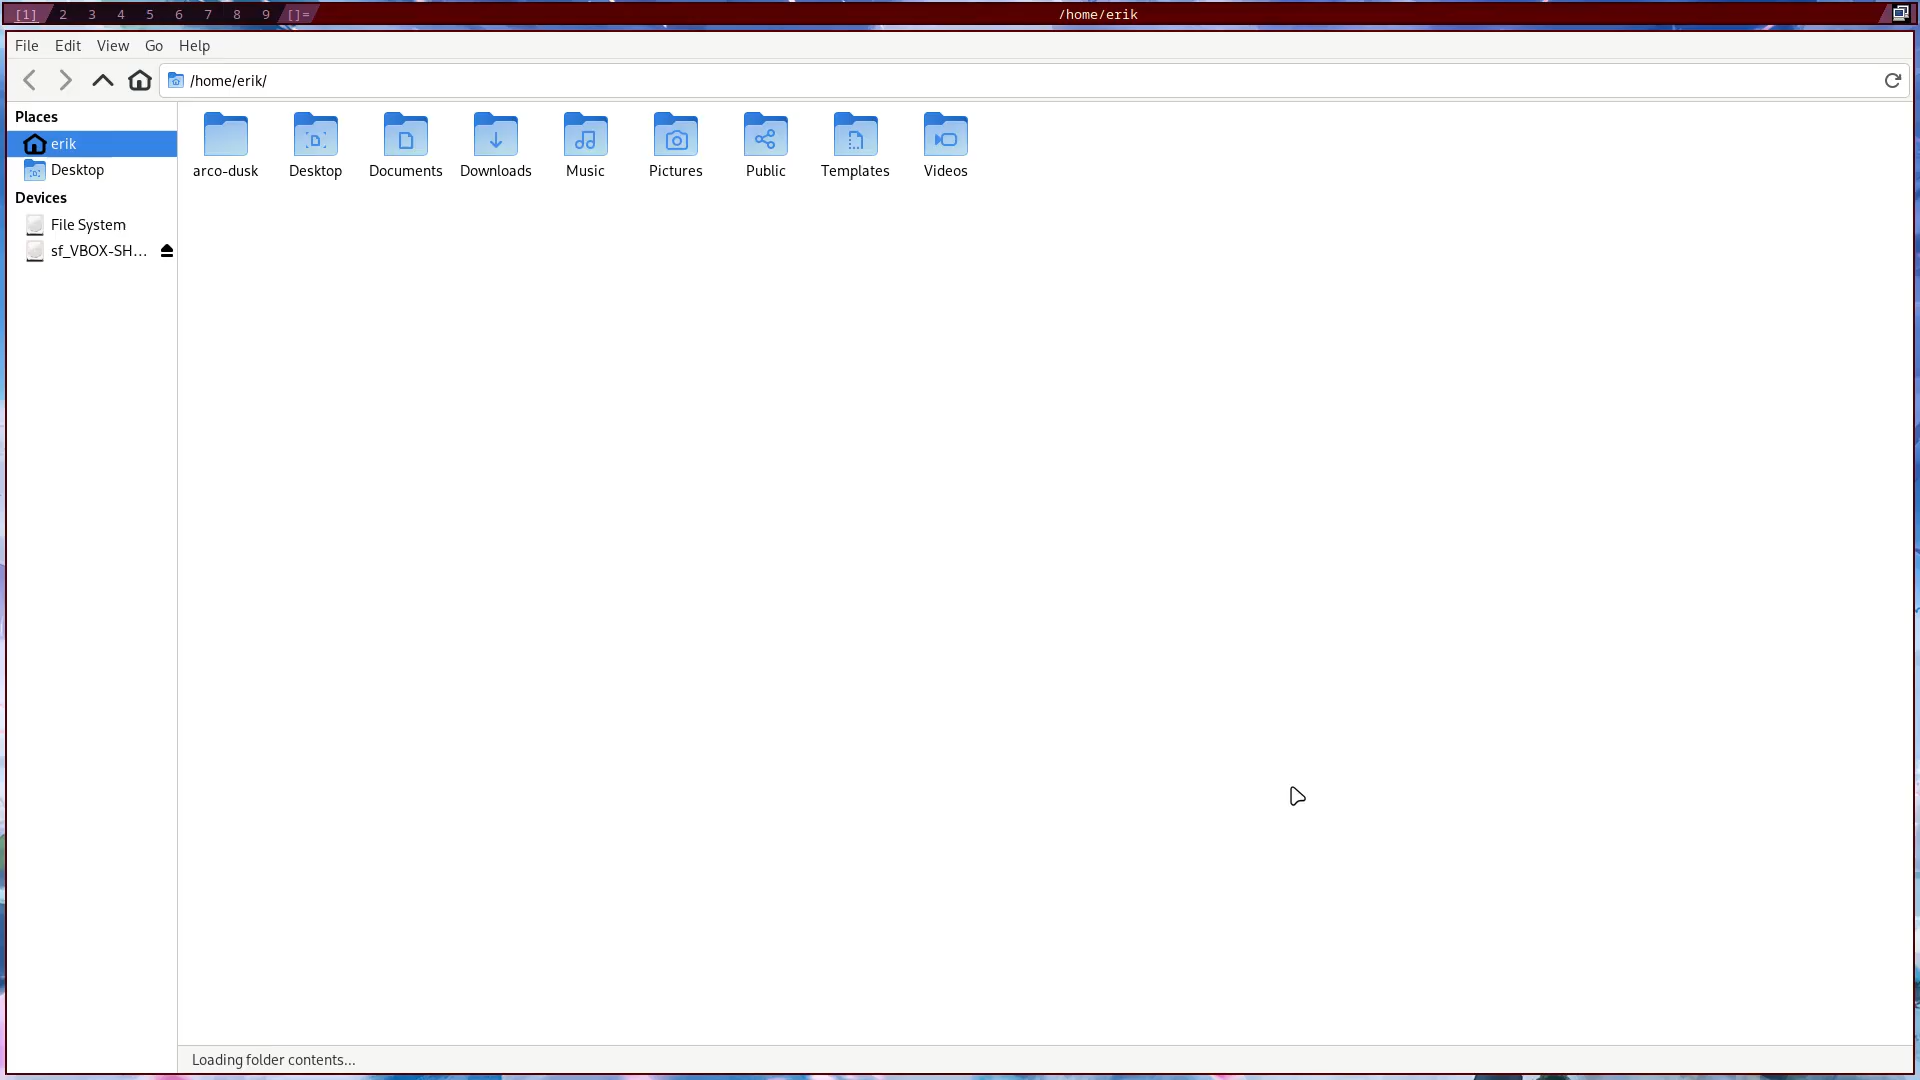 [1] 2 3 4 5 6 7 8 9 []= /home/erik
File Edit View Go Help
/home/erik/
Places
erik
Desktop
Devices
File System
sf_VBOX-SH...
arco-dusk Desktop Documents Downloads Music Pictures Public Templates Videos
Loading folder contents...